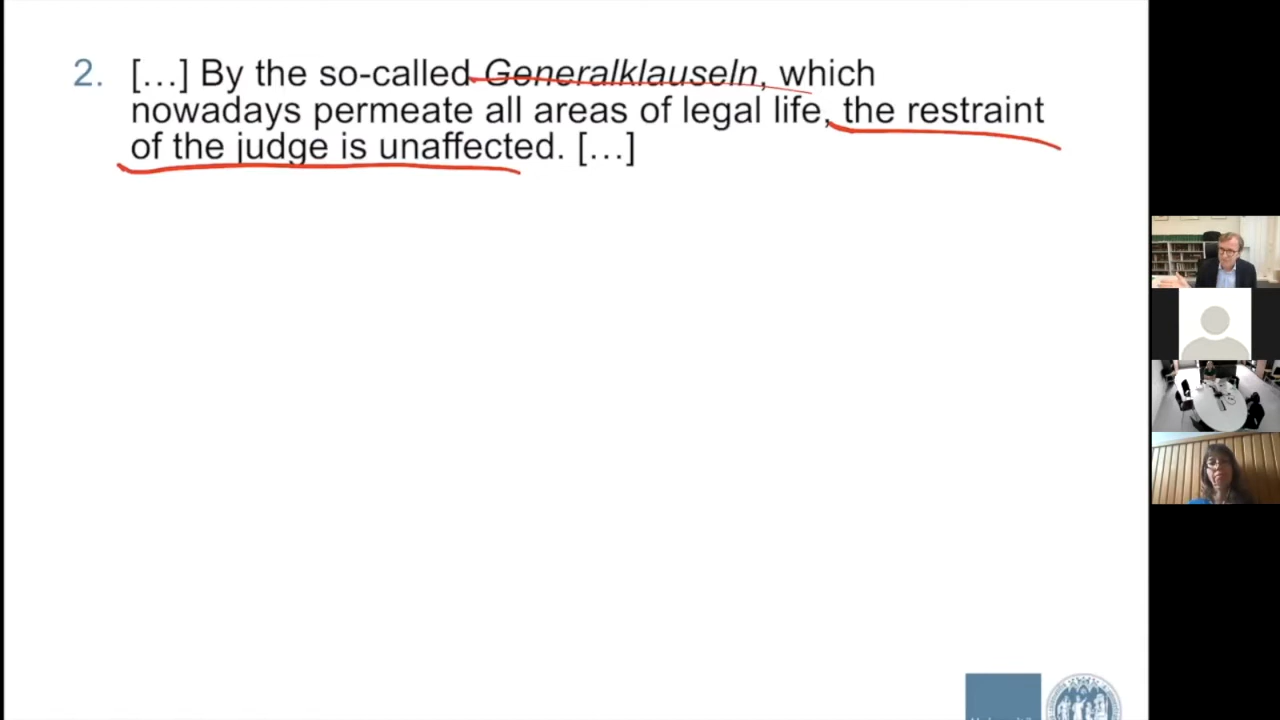 2. […] By the so-called Generalklauseln, which
nowadays permeate all areas of legal life, the restraint
of the judge is unaffected. […]